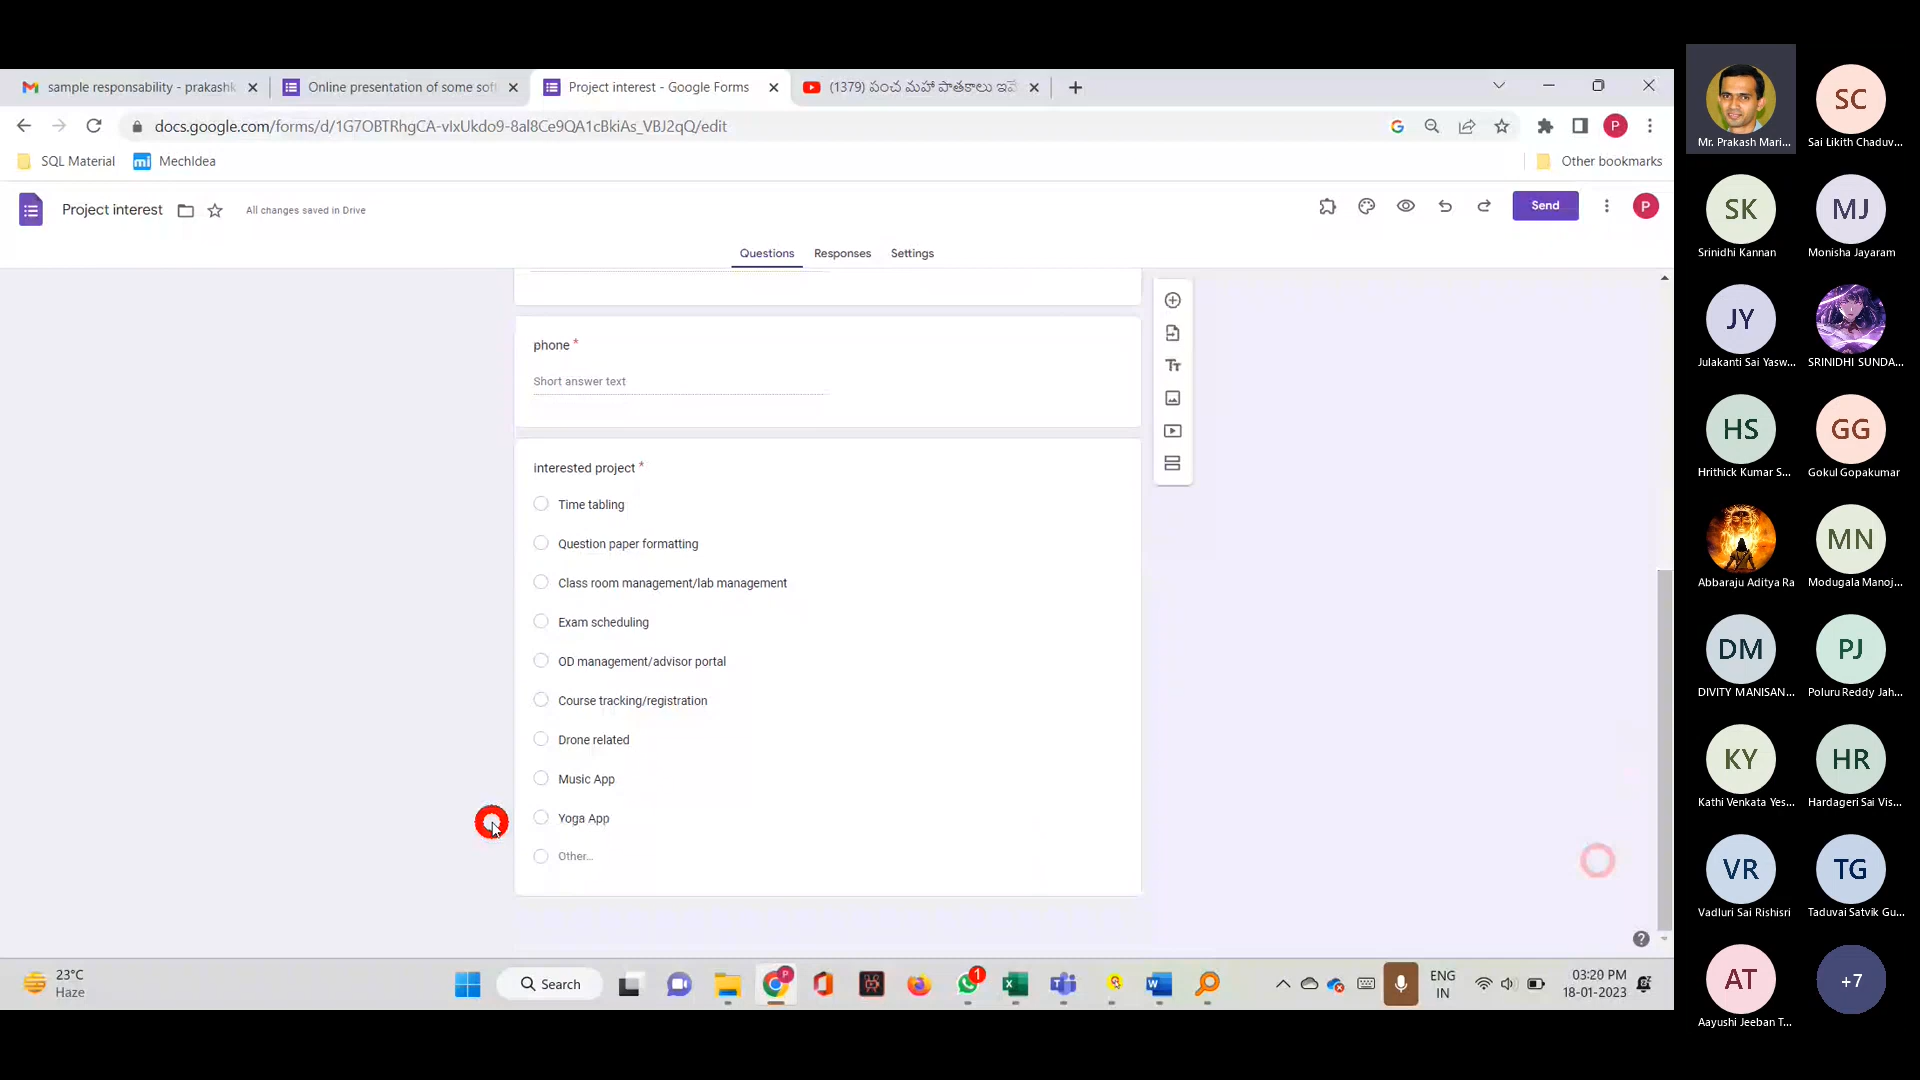 sample responsability - prakashk
Online presentation of some soft
Project interest - Google Forms
(1379) పంచ మహా పాతకాలు ఇవే
docs.google.com/forms/d/1G7OBTRhgCA-vIxUkdo9-8al8Ce9QA1cBkiAs_VBJ2qQ/edit
P
SQL Material
MechIdea
Other bookmarks
Project interest
All changes saved in Drive
Send
P
Questions
Responses
Settings
phone *
Short answer text
interested project *
Time tabling
Question paper formatting
Class room management/lab management
Exam scheduling
OD management/advisor portal
Course tracking/registration
Drone related
Music App
Yoga App
Other...
23°C
Haze
Search
1
ENG
IN
03:20 PM
18-01-2023
Mr. Prakash Mari...
SC
Sai Likith Chaduv...
SK
Srinidhi Kannan
MJ
Monisha Jayaram
JY
Julakanti Sai Yasw...
SRINIDHI SUNDA...
HS
Hrithick Kumar S...
GG
Gokul Gopakumar
Abbaraju Aditya Ra
MN
Modugala Manoj...
DM
DIVITY MANISAN...
PJ
Poluru Reddy Jah...
KY
Kathi Venkata Yes...
HR
Hardageri Sai Vis...
VR
Vadluri Sai Rishisri
TG
Taduvai Satvik Gu...
AT
Aayushi Jeeban T...
+7